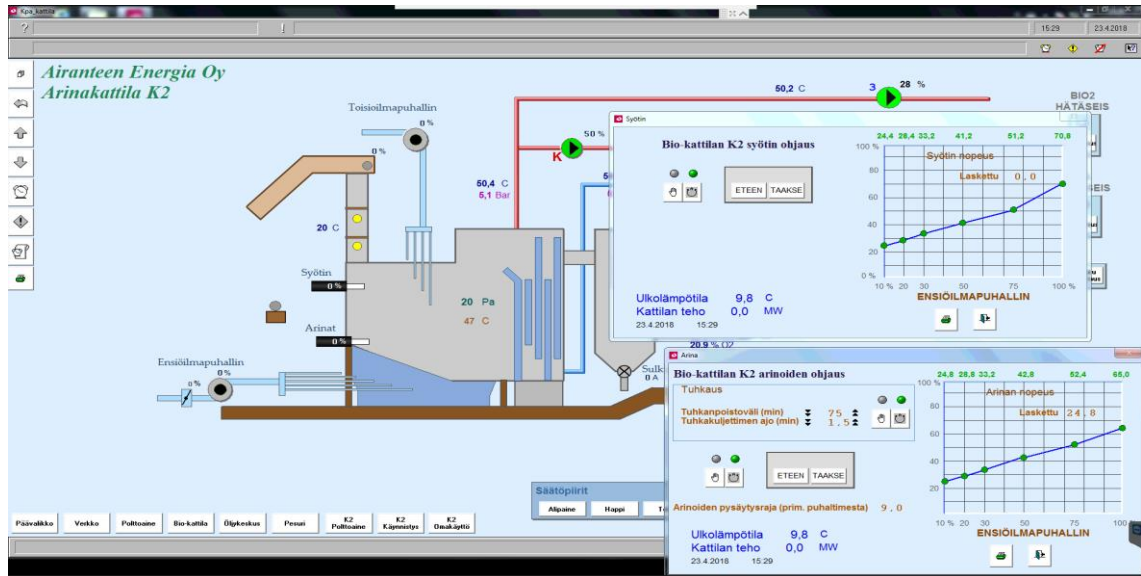 Kpa_kattila
15:29
23.4.2018
Airanteen Energia Oy
Arinakattila K2
Toisioilmapuhallin
0 %
0 %
50,2 C
3
28 %
BIO2
HÄTÄSEIS
K
50 %
50,4 C
5,1 Bar
20 C
Syötin
0 %
20 Pa
47 C
Arinat
0 %
Ensiöilmapuhallin
0 %
0 %
20,9 % O2
0 A
Säätöpiirit
Alipaine
Happi
Päävalikko
Verkko
Polttoaine
Bio-kattila
Öljykeskus
Pesuri
K2 Polttoaine
K2 Käynnistys
K2 Omakäyttö
Syötin
Bio-kattilan K2 syötin ohjaus
ETEEN
TAAKSE
Ulkolämpötila 9,8 C
Kattilan teho 0,0 MW
23.4.2018 15:29
24,4 28,4 33,2 41,2 51,2 70,8
100 %
Syötin nopeus
Laskettu 0,0
80
60
40
20
0 %
10 % 20 30 50 75 100 %
ENSIÖILMAPUHALLIN
Arina
Bio-kattilan K2 arinoiden ohjaus
Tuhkaus
Tuhkanpoistoväli (min) 75
Tuhkakuljettimen ajo (min) 1.5
ETEEN
TAAKSE
Arinoiden pysäytysraja (prim. puhaltimesta) 9,0
Ulkolämpötila 9,8 C
Kattilan teho 0,0 MW
23.4.2018 15:29
24,8 28,8 33,2 42,8 52,4 65,0
100 %
Arinan nopeus
Laskettu 24,8
80
60
40
20
10 % 20 30 50 75 100 %
ENSIÖILMAPUHALLIN